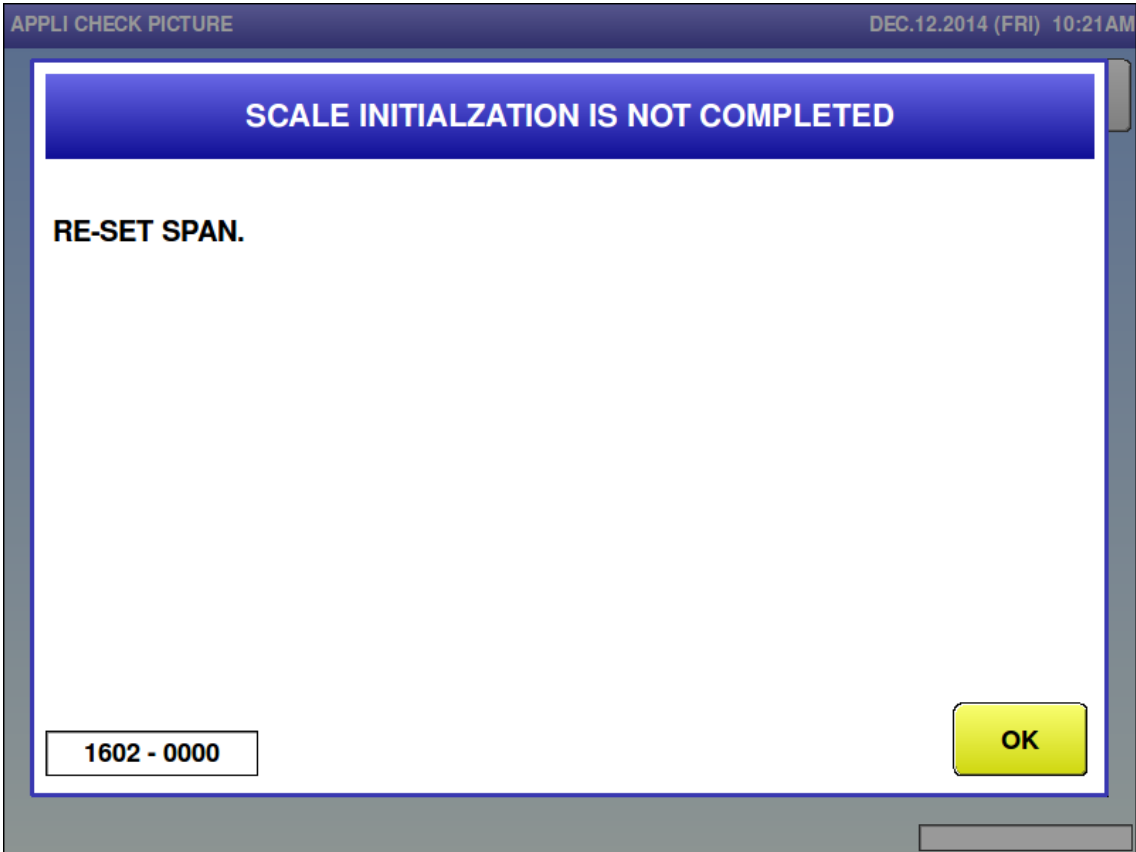 APPLI CHECK PICTURE DEC.12.2014 (FRI) 10:21AM
SCALE INITIALZATION IS NOT COMPLETED
RE-SET SPAN.
1602 - 0000
OK